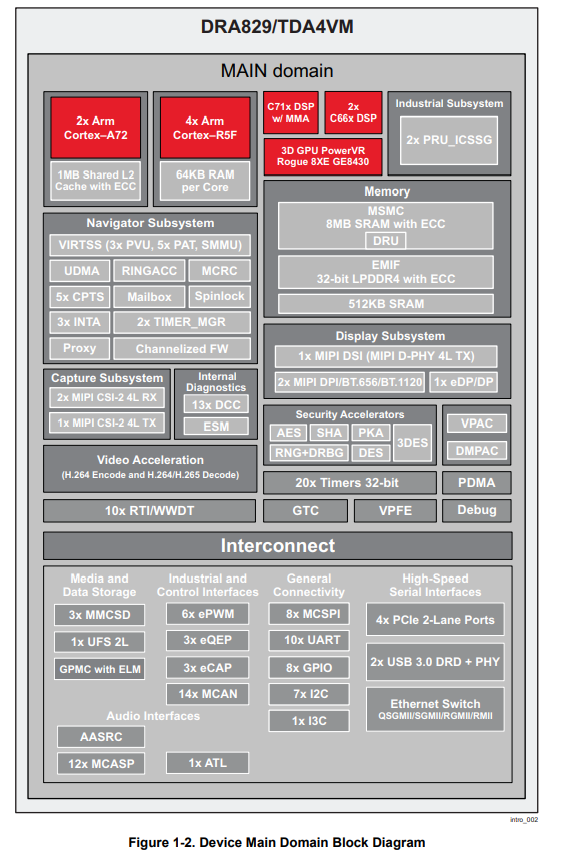 DRA829/TDA4VM
MAIN domain
2x Arm
Cortex–A72
1MB Shared L2
Cache with ECC
4x Arm
Cortex–R5F
64KB RAM
per Core
C71x DSP
w/ MMA
2x
C66x DSP
3D GPU PowerVR
Rogue 8XE GE8430
Industrial Subsystem
2x PRU_ICSSG
Navigator Subsystem
VIRTSS (3x PVU, 5x PAT, SMMU)
UDMA
RINGACC
MCRC
5x CPTS
Mailbox
Spinlock
3x INTA
2x TIMER_MGR
Proxy
Channelized FW
Memory
MSMC
8MB SRAM with ECC
DRU
EMIF
32-bit LPDDR4 with ECC
512KB SRAM
Display Subsystem
1x MIPI DSI (MIPI D-PHY 4L TX)
2x MIPI DPI/BT.656/BT.1120
1x eDP/DP
Capture Subsystem
2x MIPI CSI-2 4L RX
1x MIPI CSI-2 4L TX
Internal
Diagnostics
13x DCC
ESM
Security Accelerators
AES
SHA
PKA
3DES
RNG+DRBG
DES
VPAC
DMPAC
Video Acceleration
(H.264 Encode and H.264/H.265 Decode)
20x Timers 32-bit
PDMA
10x RTI/WWDT
GTC
VPFE
Debug
Interconnect
Media and
Data Storage
3x MMCSD
1x UFS 2L
GPMC with ELM
Industrial and
Control Interfaces
6x ePWM
3x eQEP
3x eCAP
14x MCAN
General
Connectivity
8x MCSPI
10x UART
8x GPIO
7x I2C
1x I3C
High-Speed
Serial Interfaces
4x PCIe 2-Lane Ports
2x USB 3.0 DRD + PHY
Ethernet Switch
QSGMII/SGMII/RGMII/RMII
Audio Interfaces
AASRC
12x MCASP
1x ATL
intro_002
Figure 1-2. Device Main Domain Block Diagram